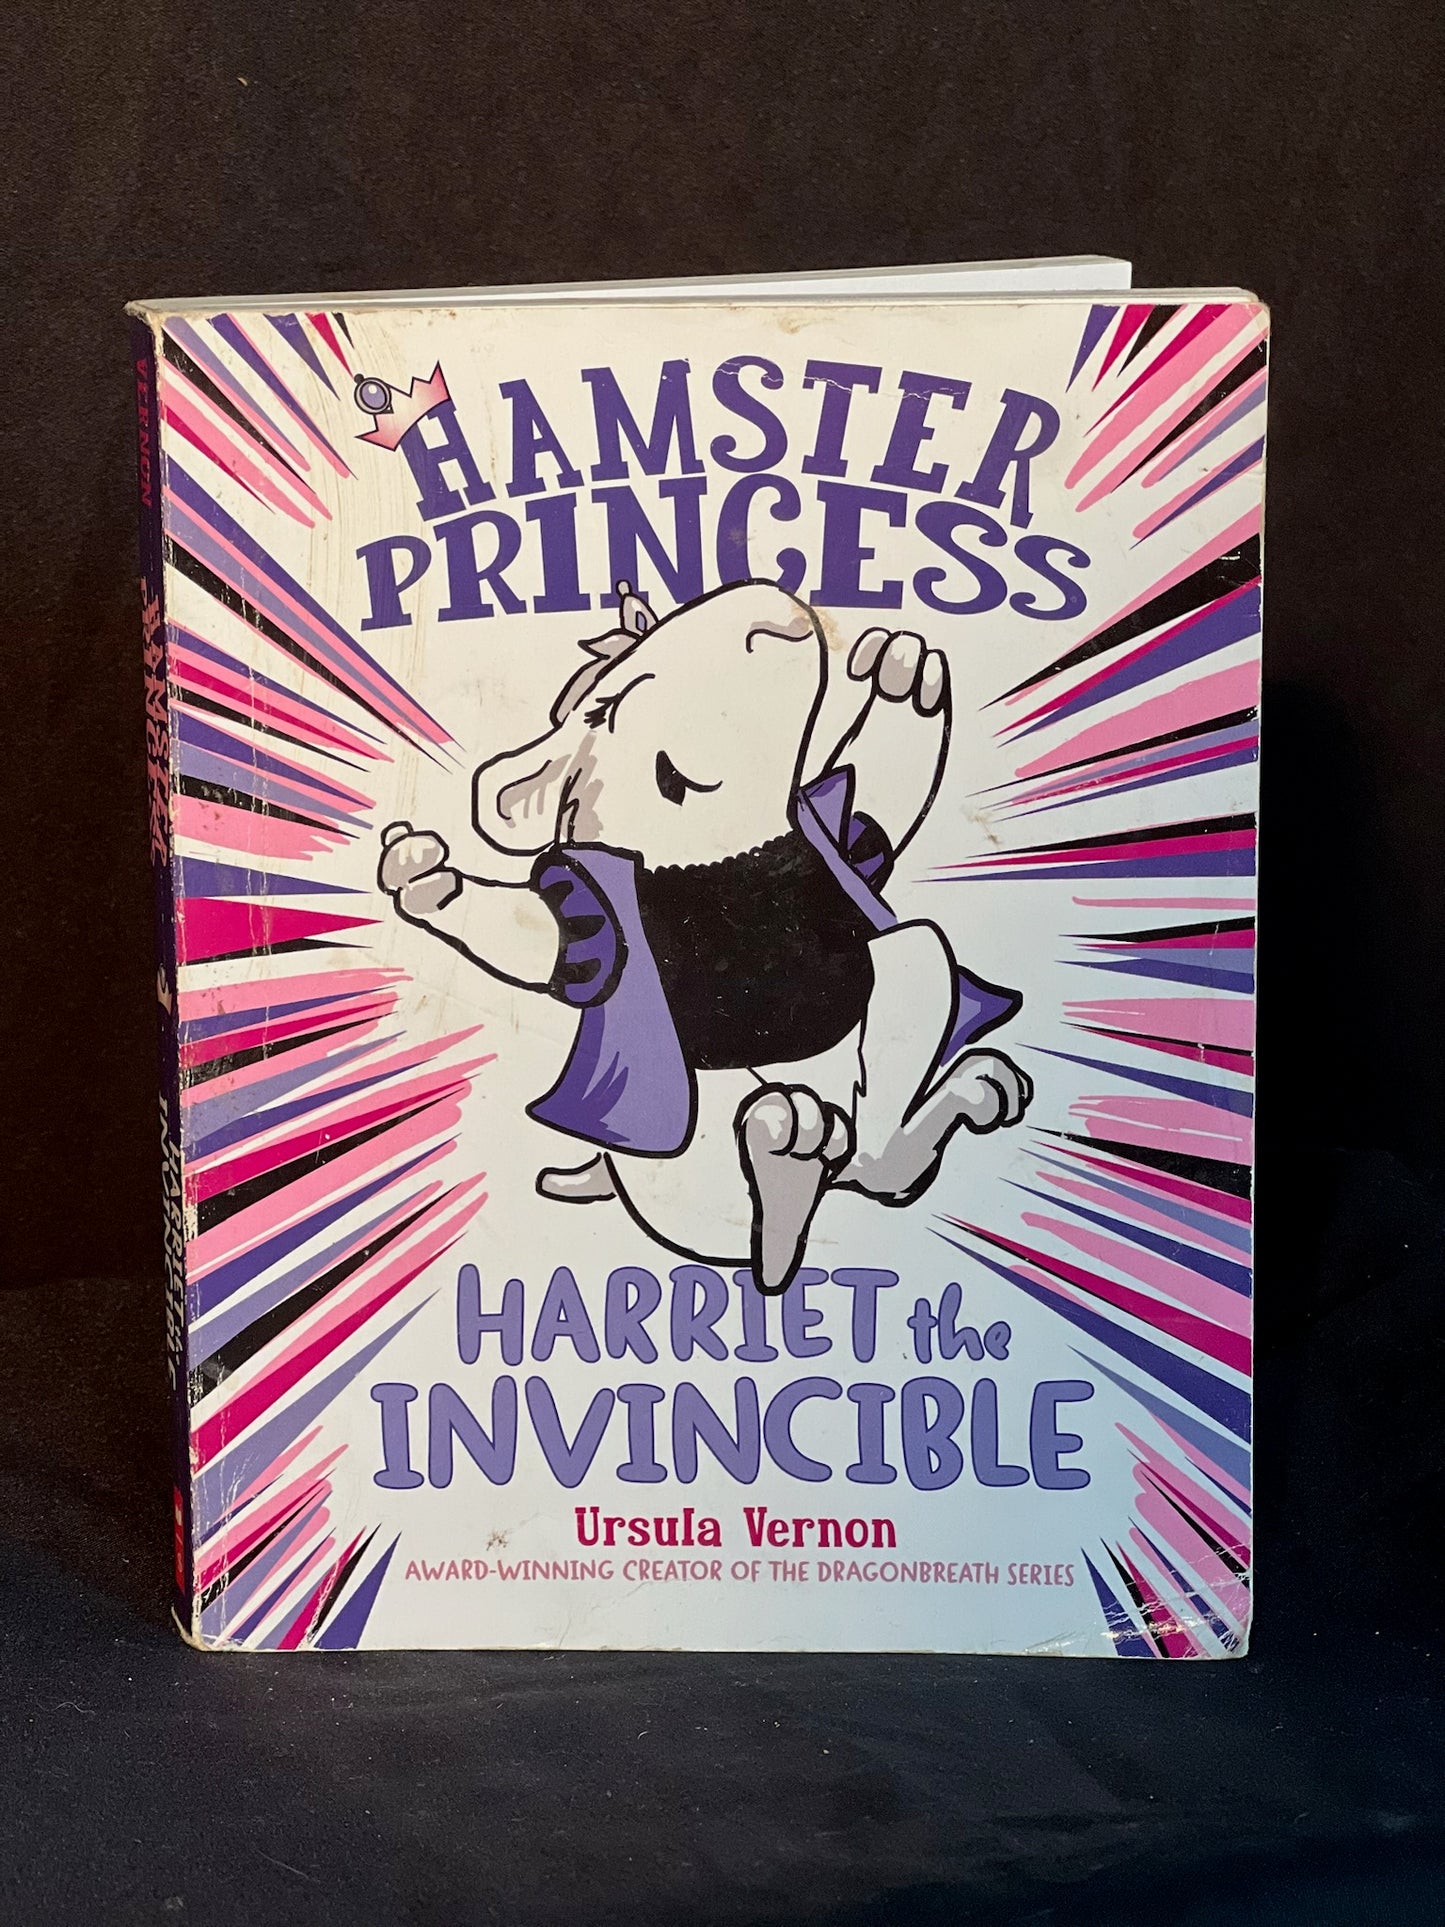 HAMSTER
PRINCESS
HARRIET the
INVINCIBLE
Ursula Vernon
AWARD-WINNING CREATOR OF THE DRAGONBREATH SERIES
VERNON
HAMSTER
PRINCESS
HARRIET the
INVINCIBLE